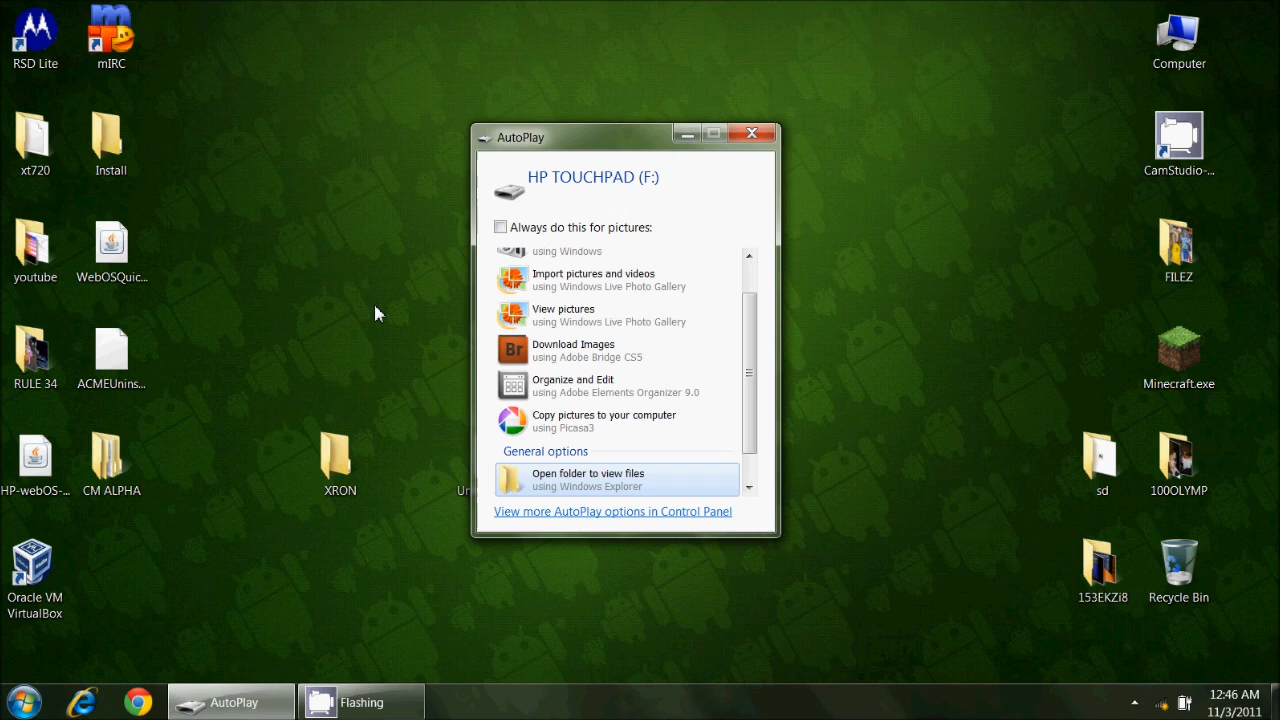 RSD Lite
mIRC
Computer
xt720
Install
CamStudio-...
youtube
WebOSQuic...
FILEZ
RULE 34
ACMEUnins...
Minecraft.exe
HP-webOS-...
CM ALPHA
XRON
Un
sd
100OLYMP
Oracle VM
VirtualBox
153EKZi8
Recycle Bin
AutoPlay
HP TOUCHPAD (F:)
Always do this for pictures:
using Windows
Import pictures and videos
using Windows Live Photo Gallery
View pictures
using Windows Live Photo Gallery
Br
Download Images
using Adobe Bridge CS5
Organize and Edit
using Adobe Elements Organizer 9.0
Copy pictures to your computer
using Picasa3
General options
Open folder to view files
using Windows Explorer
View more AutoPlay options in Control Panel
AutoPlay
Flashing
12:46 AM
11/3/2011